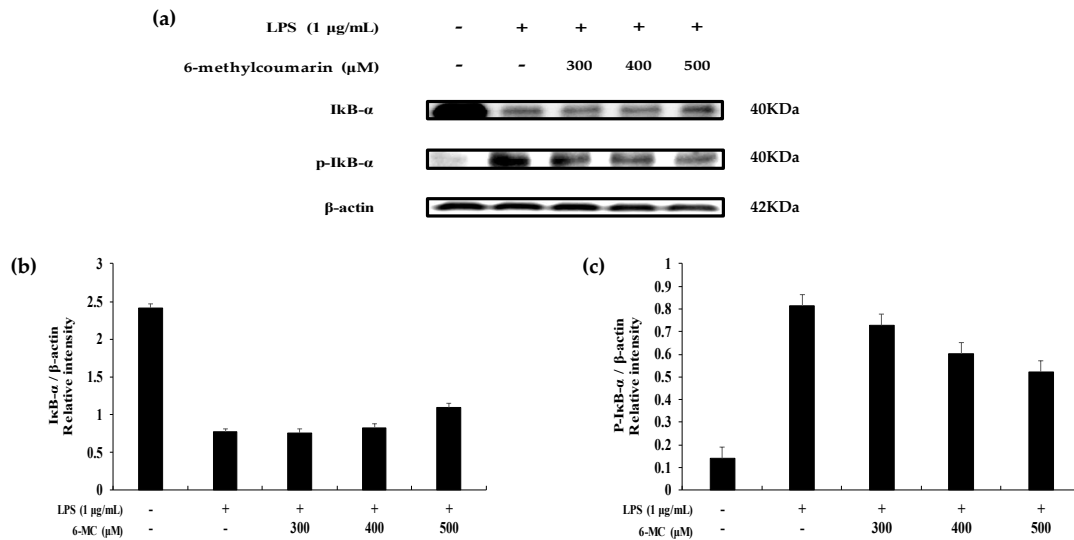 (a)
LPS (1 μg/mL) - + + + +
6-methylcoumarin (μM) - - 300 400 500
IkB-α 40KDa
p-IkB-α 40KDa
β-actin 42KDa
(b)
IκB-α / β-actin
Relative intensity
3
2.5
2
1.5
1
0.5
0
LPS (1 μg/mL) - + + + +
6-MC (μM) - - 300 400 500
(c)
P-IκB-α / β-actin
Relative intensity
1
0.9
0.8
0.7
0.6
0.5
0.4
0.3
0.2
0.1
0
LPS (1 μg/mL) - + + + +
6-MC (μM) - - 300 400 500